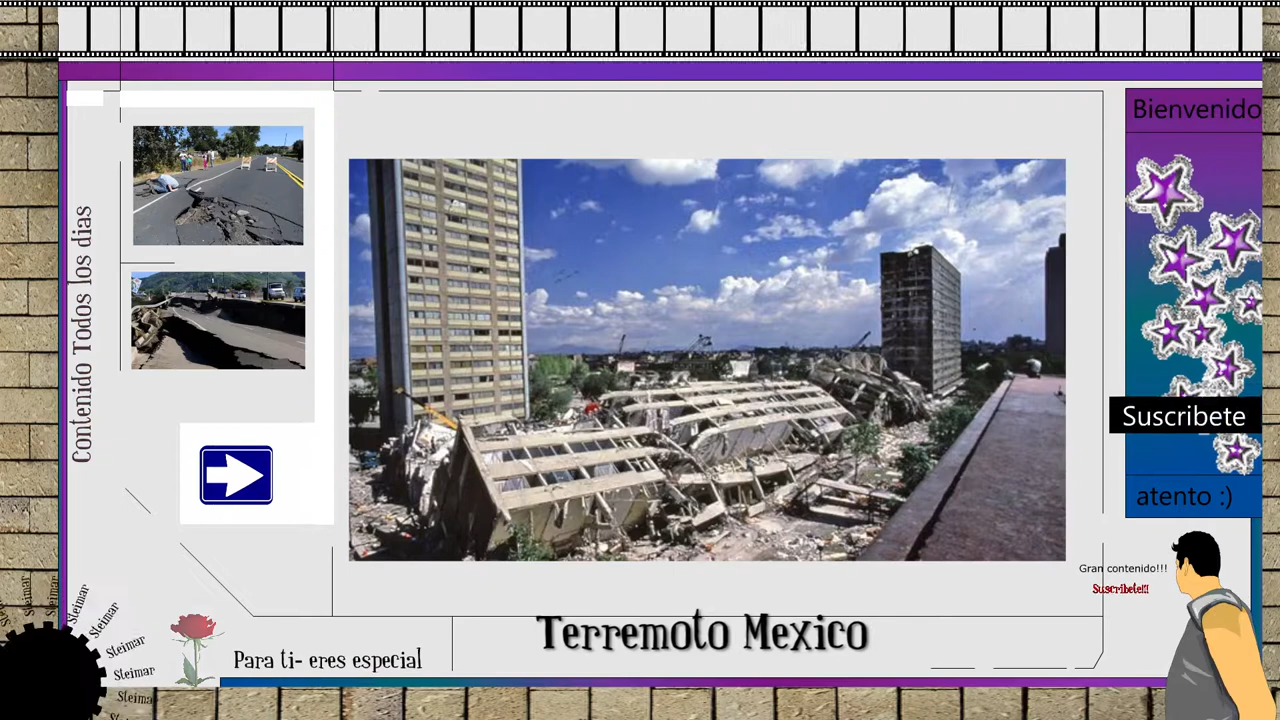 Bienvenido
Contenido Todos los dias
Suscribete
atento :)
Gran contenido!!!
Suscribete!!!
Terremoto Mexico
Para ti- eres especial
Steimar
Steimar
Steimar
Steimar
Steimar
Steimar